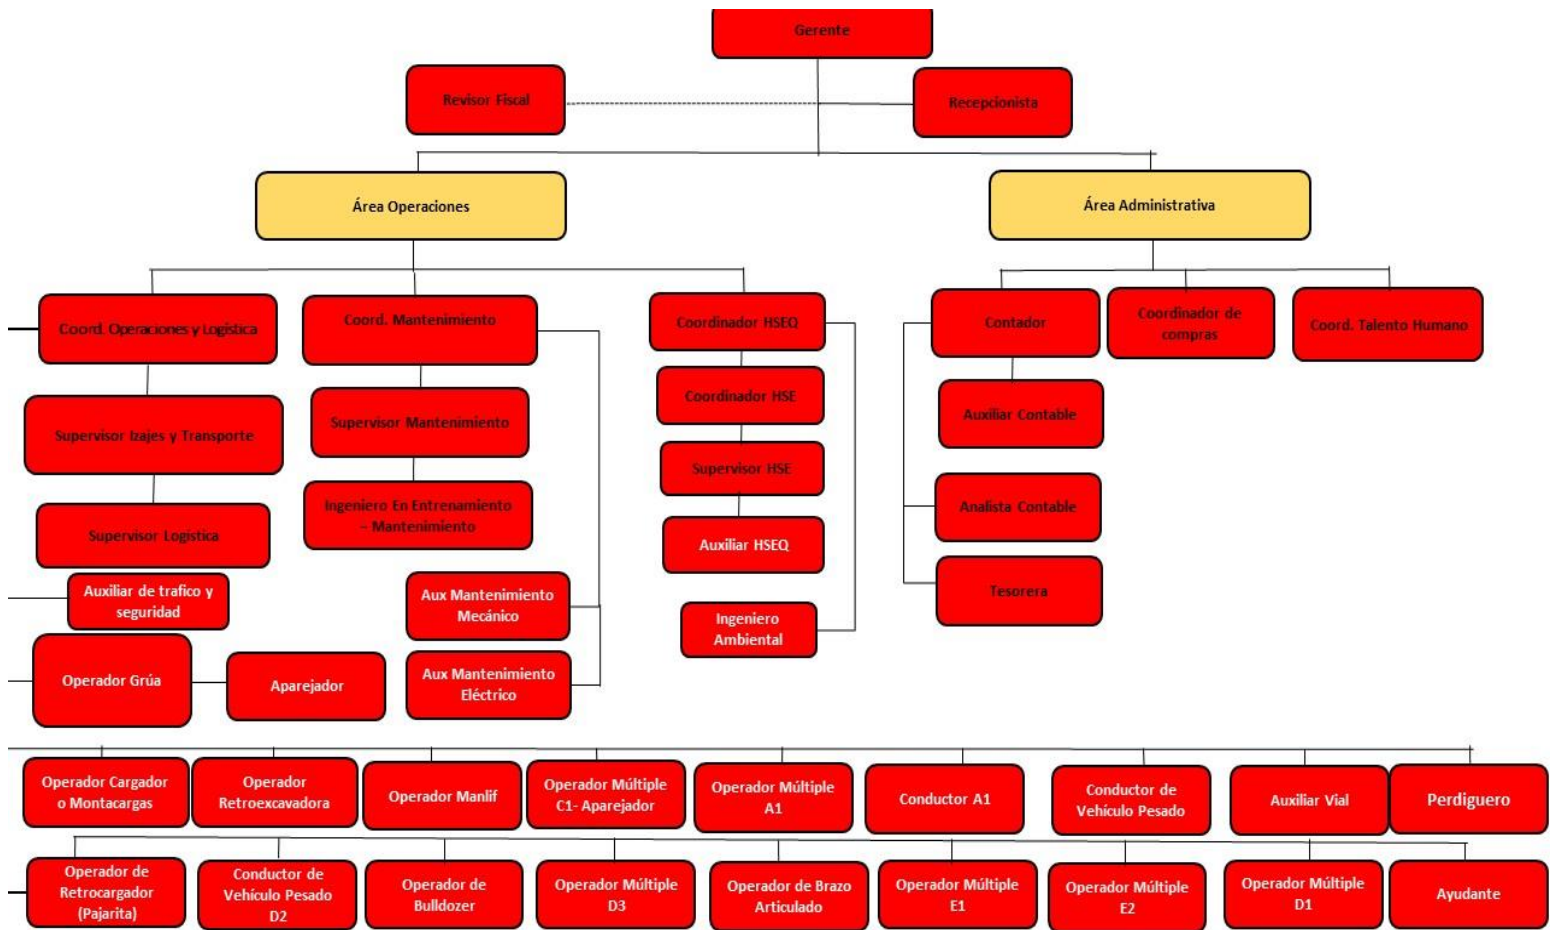 Gerente
Revisor Fiscal
Recepcionista
Área Operaciones
Área Administrativa
Coord. Operaciones y Logística
Coord. Mantenimiento
Coordinador HSEQ
Contador
Coordinador de
compras
Coord. Talento Humano
Coordinador HSE
Auxiliar Contable
Supervisor Izajes y Transporte
Supervisor Mantenimiento
Supervisor HSE
Analista Contable
Ingeniero En Entrenamiento
– Mantenimiento
Supervisor Logística
Auxiliar HSEQ
Auxiliar de trafico y
seguridad
Aux Mantenimiento
Mecánico
Tesorera
Ingeniero
Ambiental
Operador Grúa
Aparejador
Aux Mantenimiento
Eléctrico
Operador Cargador
o Montacargas
Operador
Retroexcavadora
Operador Manlif
Operador Múltiple
C1- Aparejador
Operador Múltiple
A1
Conductor A1
Conductor de
Vehículo Pesado
Auxiliar Vial
Perdiguero
Operador de
Retrocargador
(Pajarita)
Conductor de
Vehículo Pesado
D2
Operador de
Bulldozer
Operador Múltiple
D3
Operador de Brazo
Articulado
Operador Múltiple
E1
Operador Múltiple
E2
Operador Múltiple
D1
Ayudante